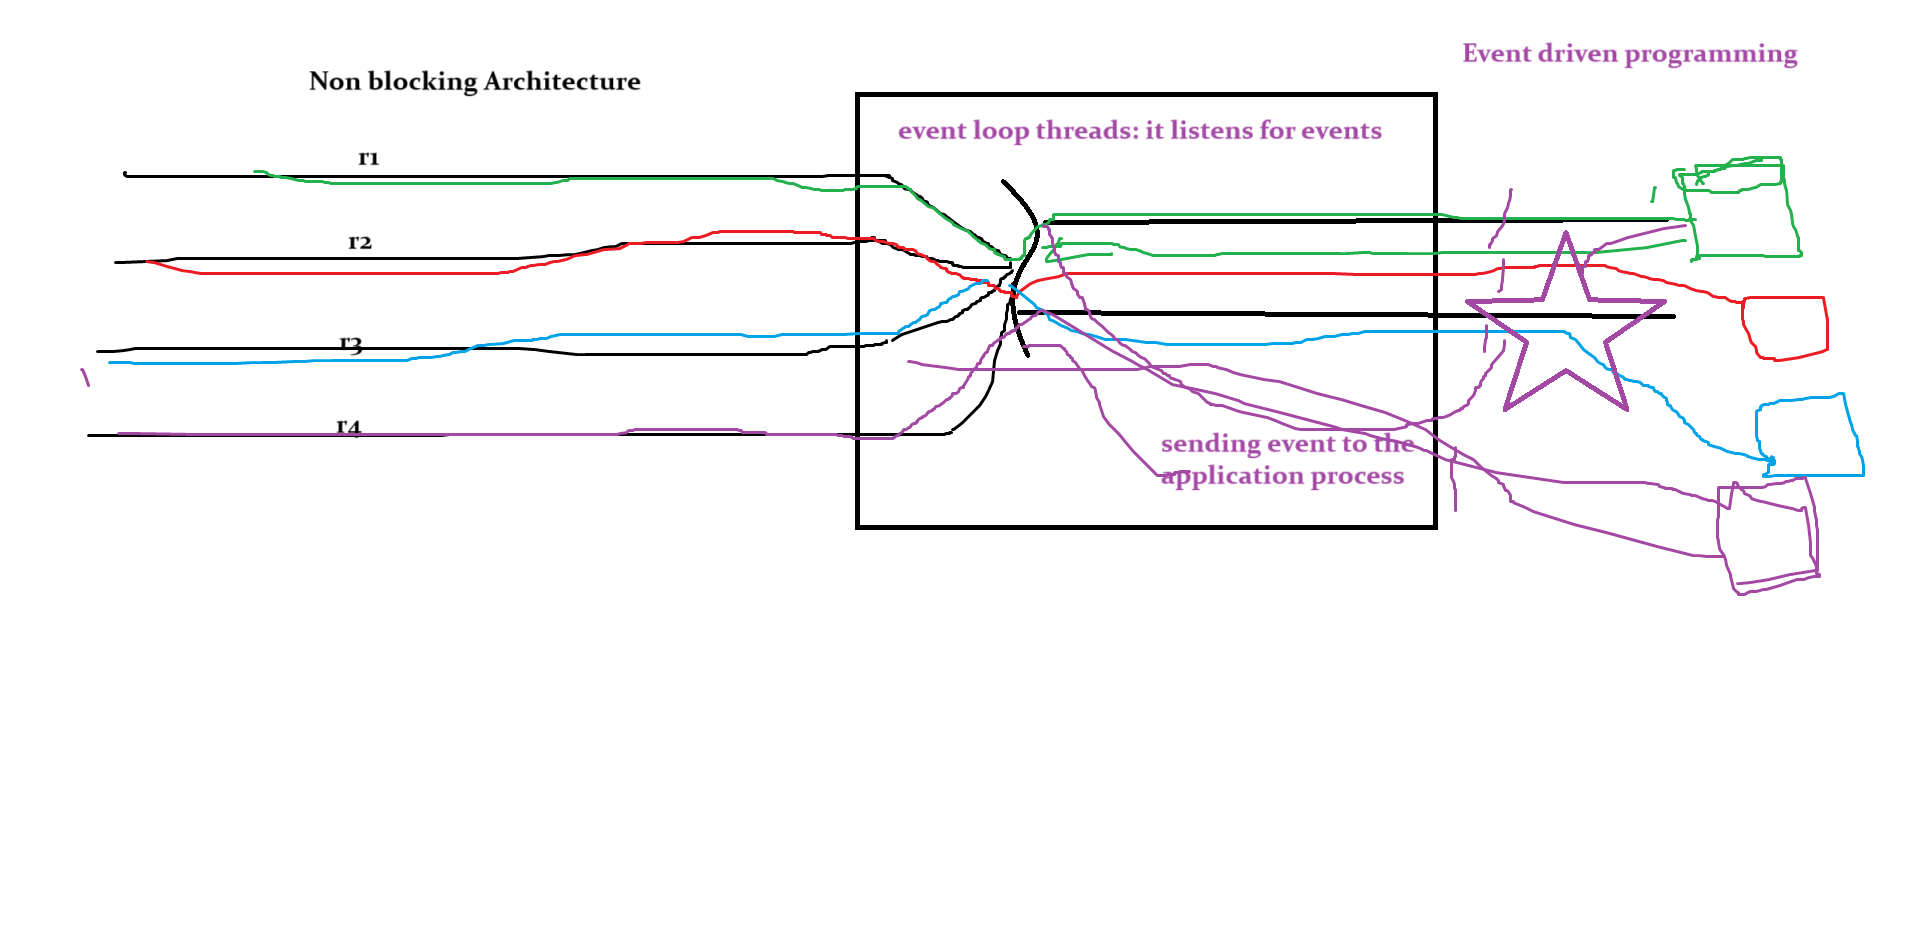 Event driven programming
Non blocking Architecture
event loop threads: it listens for events
r1
r2
r3
r4
sending event to the
application process